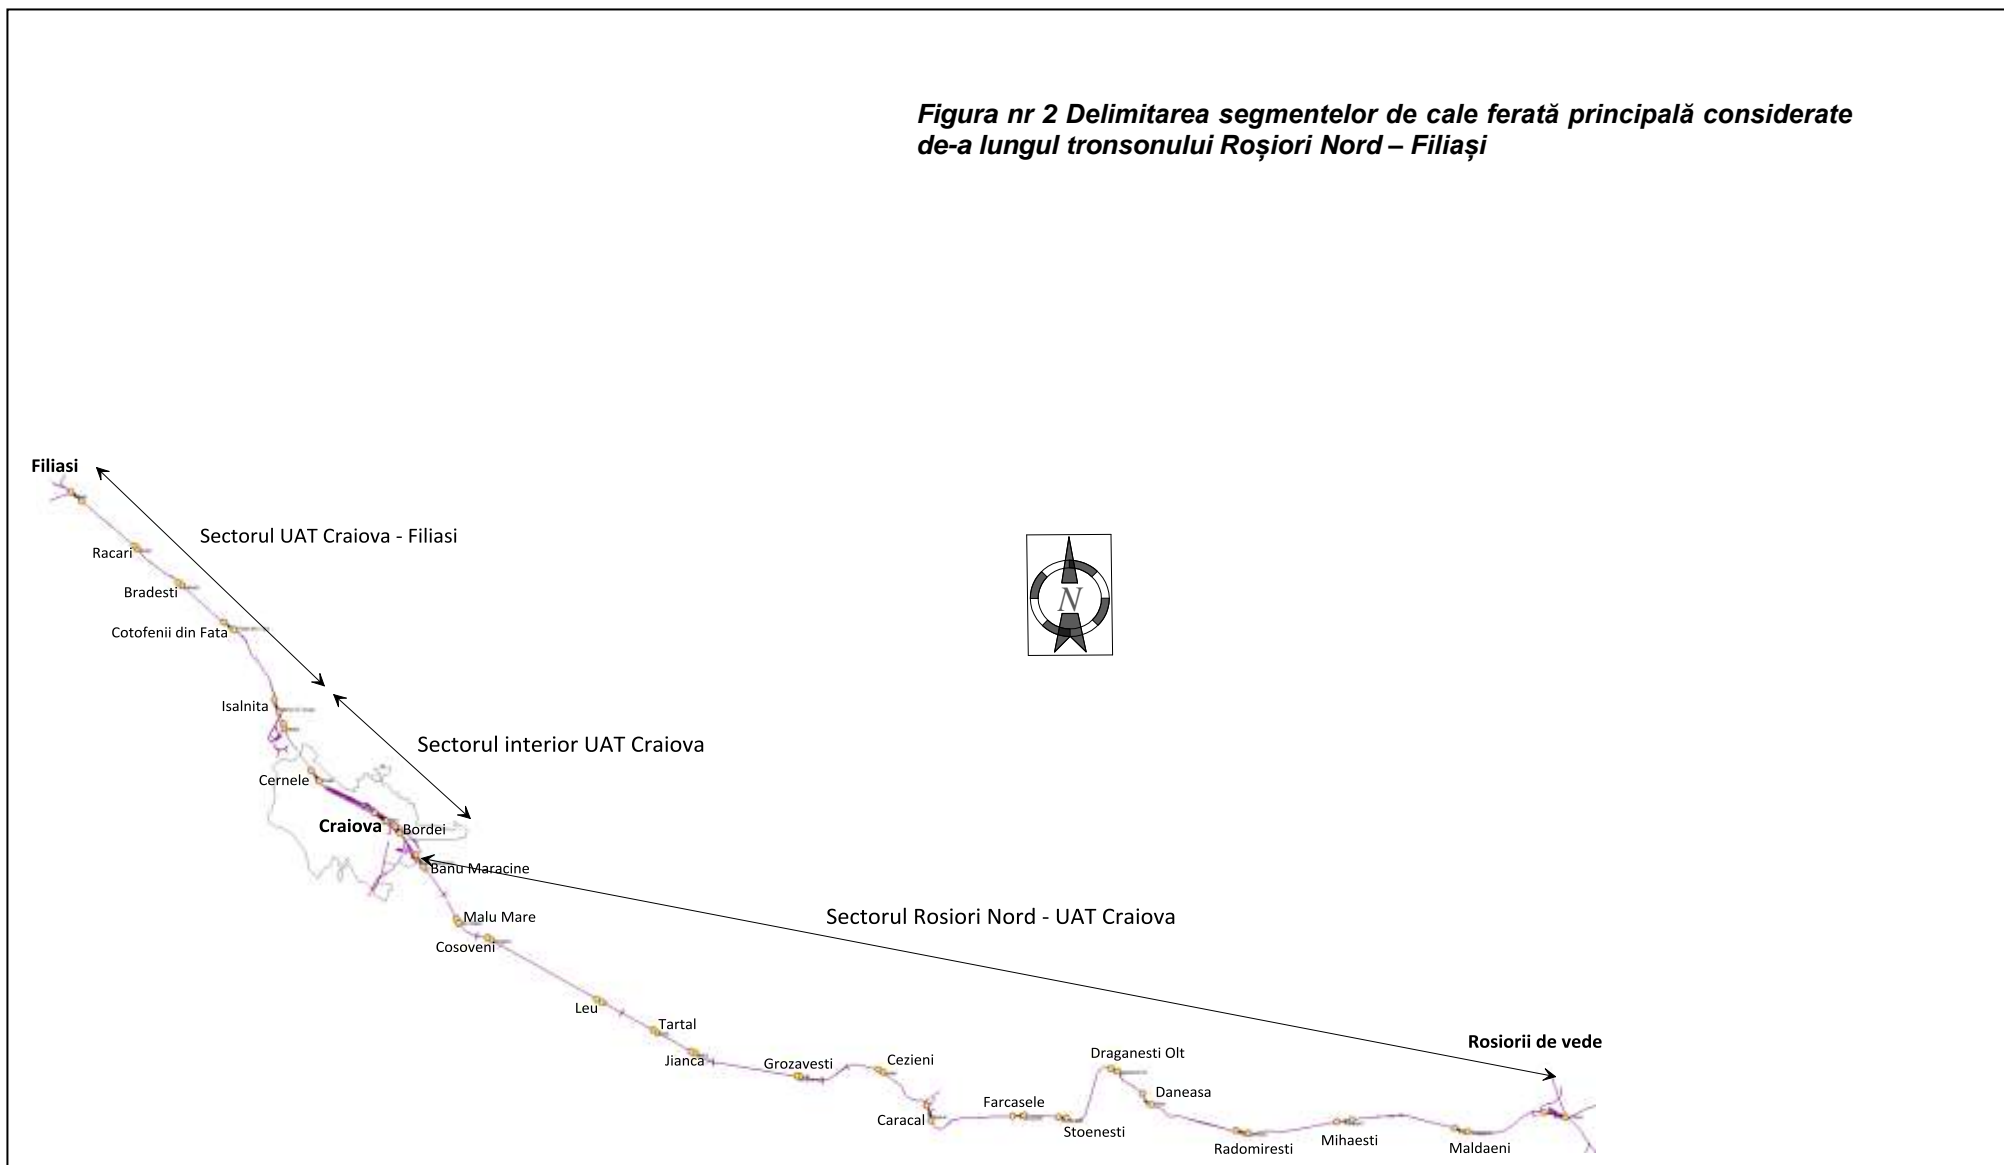 Figura nr 2 Delimitarea segmentelor de cale ferată principală considerate
de-a lungul tronsonului Roșiori Nord – Filiași
Filiasi
Sectorul UAT Craiova - Filiasi
Racari
Bradesti
Cotofenii din Fata
N
Isalnita
Sectorul interior UAT Craiova
Cernele
Craiova
Bordei
Banu Maracine
Malu Mare
Sectorul Rosiori Nord - UAT Craiova
Cosoveni
Leu
Tartal
Jianca
Grozavesti
Cezieni
Draganesti Olt
Rosiorii de vede
Daneasa
Farcasele
Caracal
Stoenesti
Radomiresti
Mihaesti
Maldaeni